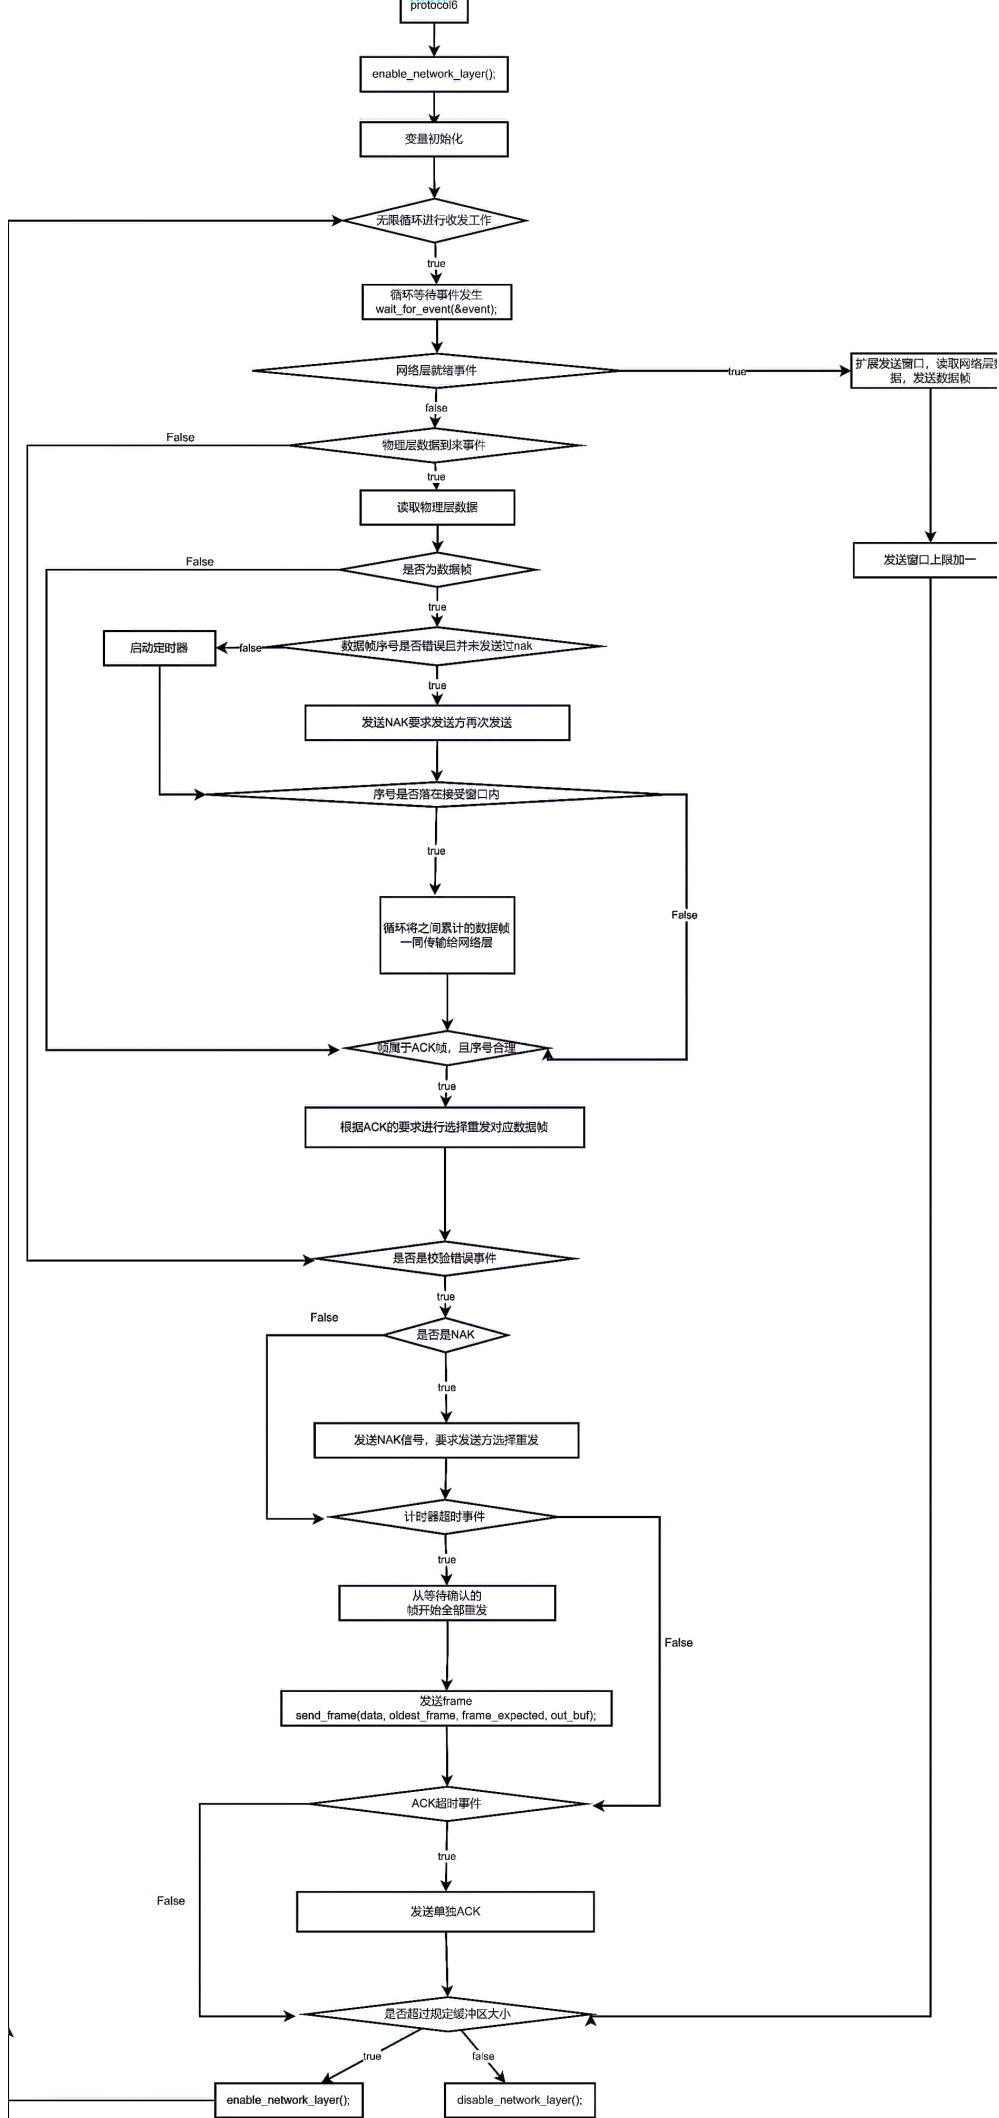 protocol6
enable_network_layer();
变量初始化
无限循环进行收发工作
true
循环等待事件发生
wait_for_event(&event);
网络层就绪事件
true
扩展发送窗口，读取网络层数
据，发送数据帧
false
False
物理层数据到来事件
true
读取物理层数据
发送窗口上限加一
False
是否为数据帧
true
启动定时器
false
数据帧序号是否错误且并未发送过nak
true
发送NAK要求发送方再次发送
序号是否落在接受窗口内
true
False
循环将之间累计的数据帧
一同传输给网络层
帧属于ACK帧，且序号合理
true
根据ACK的要求进行选择重发对应数据帧
是否是校验错误事件
true
False
是否是NAK
true
发送NAK信号，要求发送方选择重发
计时器超时事件
true
从等待确认的
帧开始全部重发
False
发送frame
send_frame(data, oldest_frame, frame_expected, out_buf);
ACK超时事件
true
False
发送单独ACK
是否超过规定缓冲区大小
true
false
enable_network_layer();
disable_network_layer();